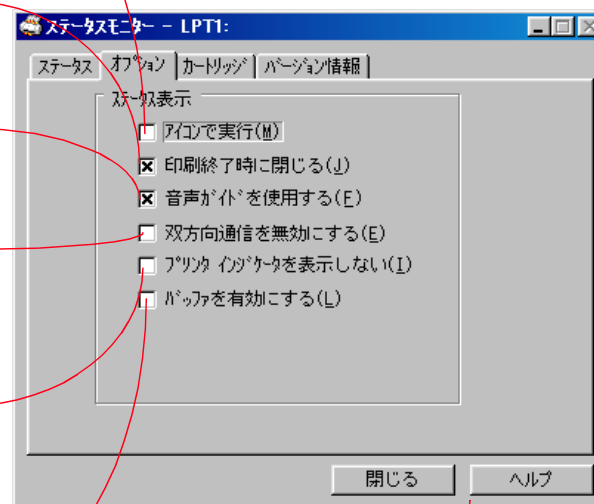 ステータスモニター - LPT1:
ステータス オプション カートリッジ バージョン情報
ステータス表示
アイコンで実行(M)
印刷終了時に閉じる(J)
音声ガイドを使用する(F)
双方向通信を無効にする(E)
プリンタ インジケータを表示しない(I)
バッファを有効にする(L)
閉じる ヘルプ